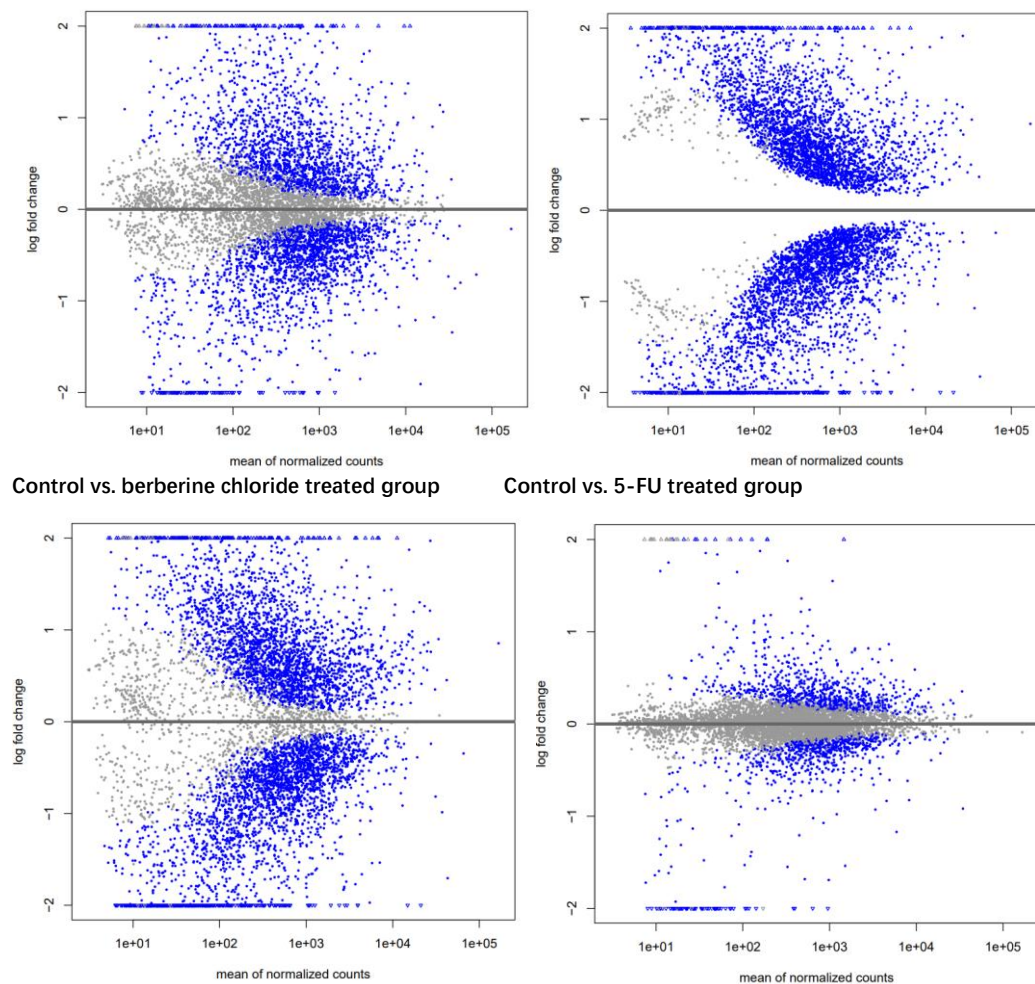 2
1
0
-1
-2
log fold change
1e+01 1e+02 1e+03 1e+04 1e+05
mean of normalized counts
2
1
0
-1
-2
log fold change
1e+01 1e+02 1e+03 1e+04 1e+05
mean of normalized counts
Control vs. berberine chloride treated group
Control vs. 5-FU treated group
2
1
0
-1
-2
log fold change
1e+01 1e+02 1e+03 1e+04 1e+05
mean of normalized counts
2
1
0
-1
-2
log fold change
1e+01 1e+02 1e+03 1e+04 1e+05
mean of normalized counts